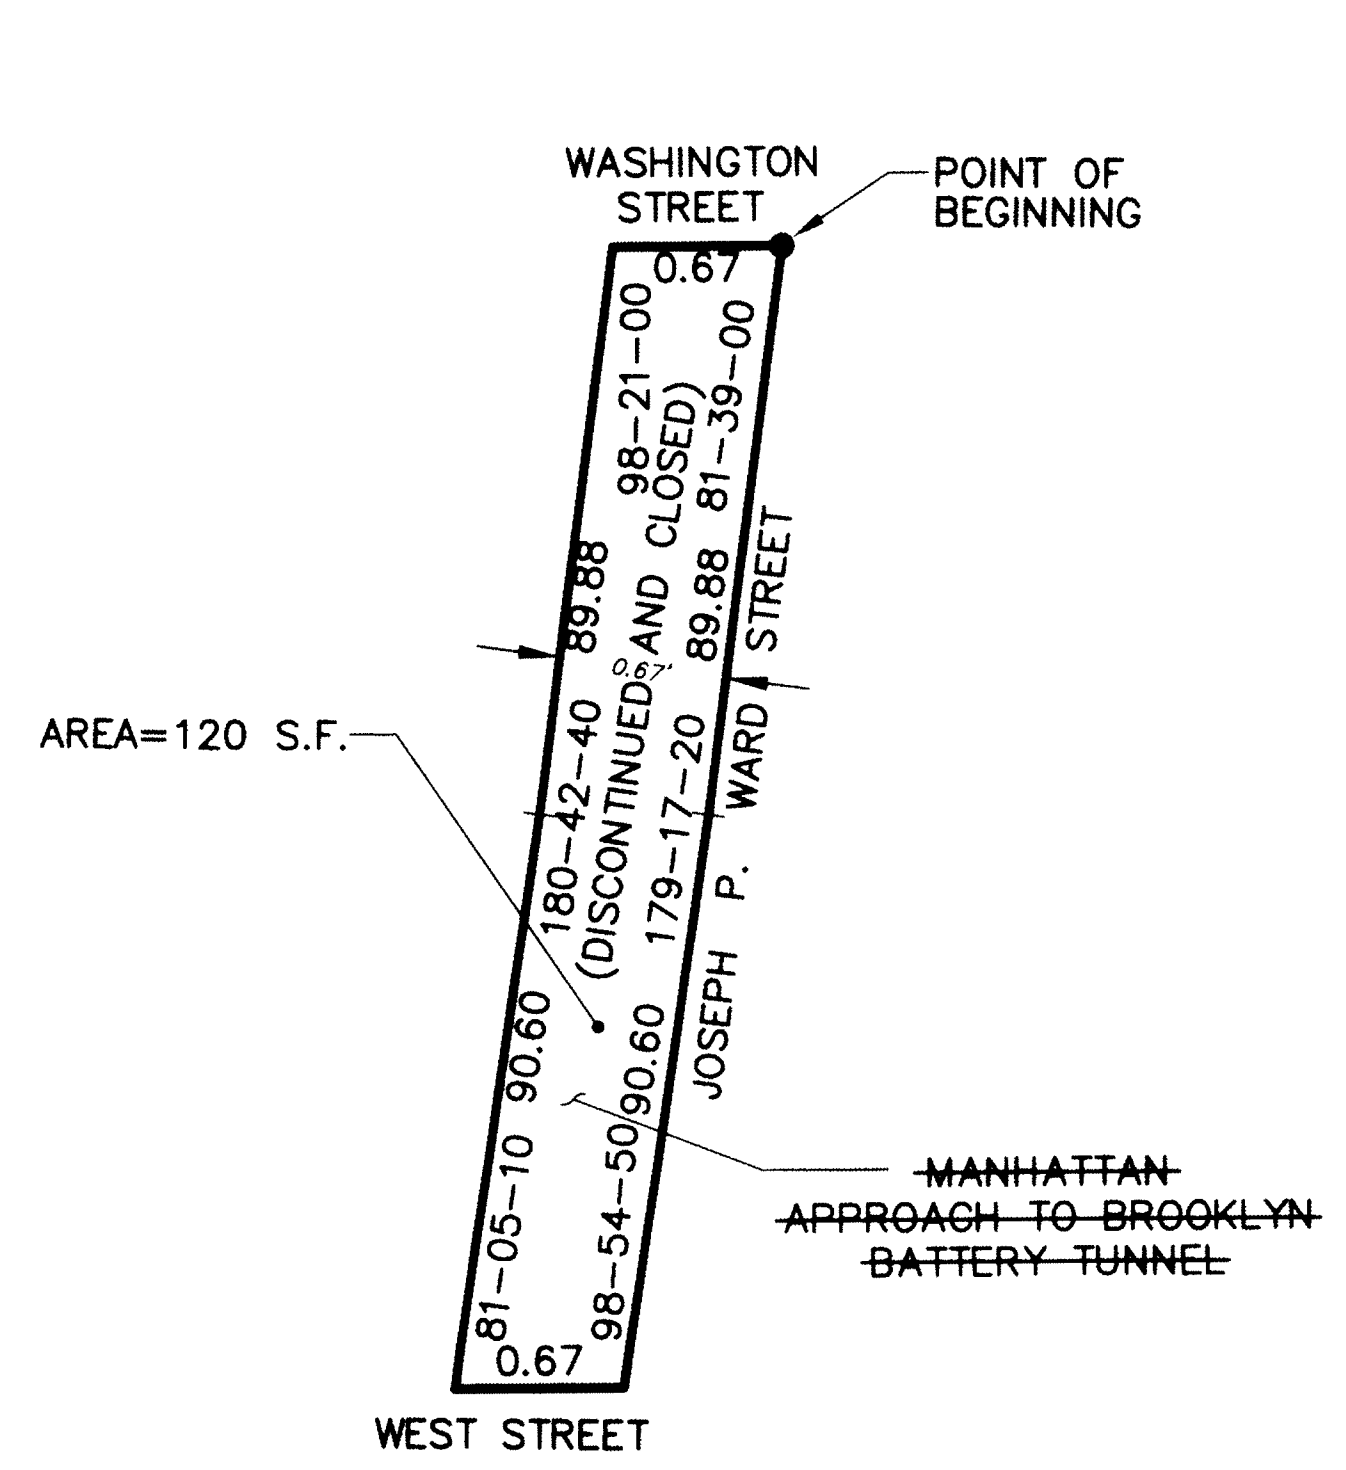 WASHINGTON
STREET
POINT OF
BEGINNING
0.67
98-21-00
81-39-00
89.88
89.88
(DISCONTINUED AND CLOSED)
0.67'
JOSEPH P. WARD STREET
AREA=120 S.F.
180-42-40
179-17-20
90.60
90.60
81-05-10
98-54-50
MANHATTAN
APPROACH TO BROOKLYN
BATTERY TUNNEL
0.67
WEST STREET